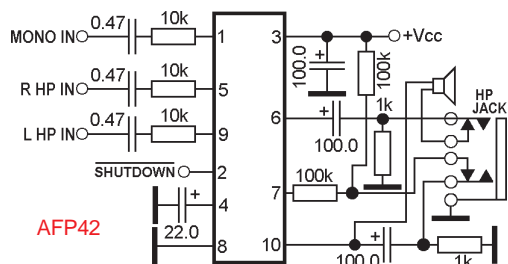 0.47 10k
MONO IN 1 3 +Vcc
100.0 100k
0.47 10k
R HP IN 5
HP JACK
0.47 10k 6 1k
L HP IN 9 100.0
SHUTDOWN 2 100k
7
4
22.0
AFP42
8 10
100.0 1k